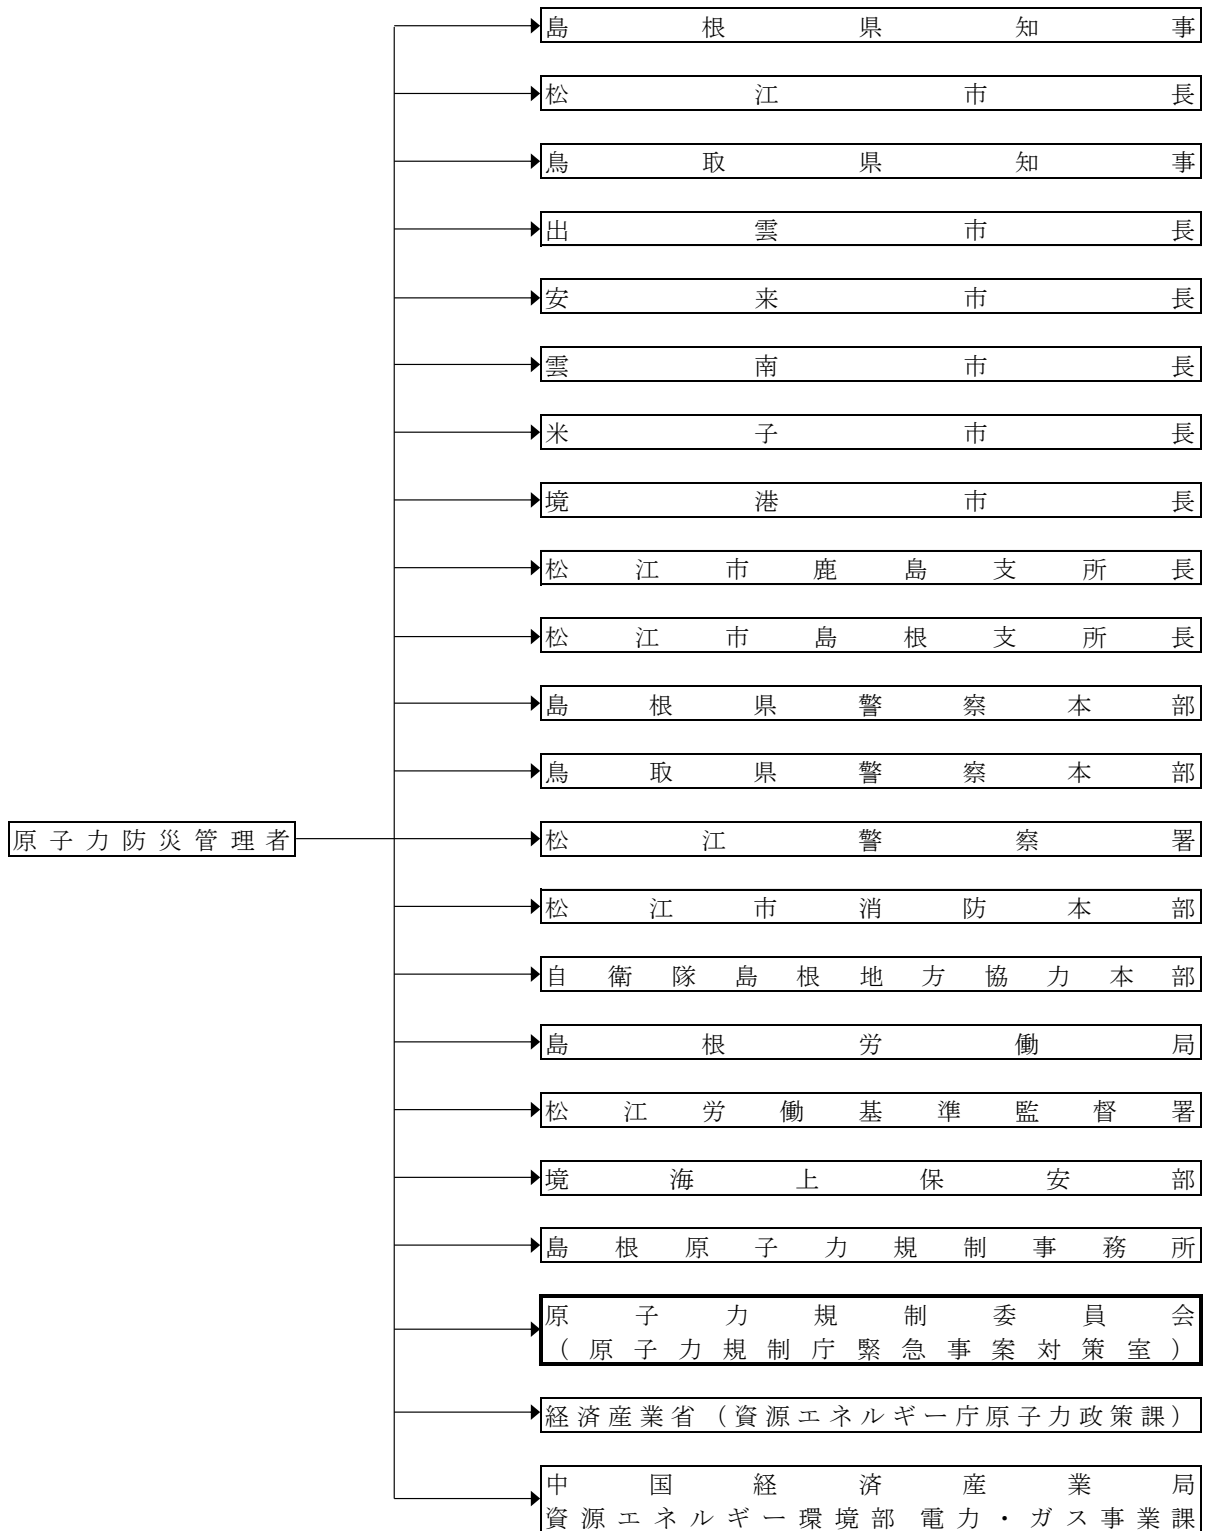 島根県知事
松江市長
鳥取県知事
出雲市長
安来市長
雲南市長
米子市長
境港市長
松江市鹿島支所長
松江市島根支所長
島根県警察本部
鳥取県警察本部
原子力防災管理者
松江警察署
松江市消防本部
自衛隊島根地方協力本部
島根労働局
松江労働基準監督署
境海上保安部
島根原子力規制事務所
原子力規制委員会
（原子力規制庁緊急事案対策室）
経済産業省（資源エネルギー庁原子力政策課）
中国経済産業局
資源エネルギー環境部 電力・ガス事業課